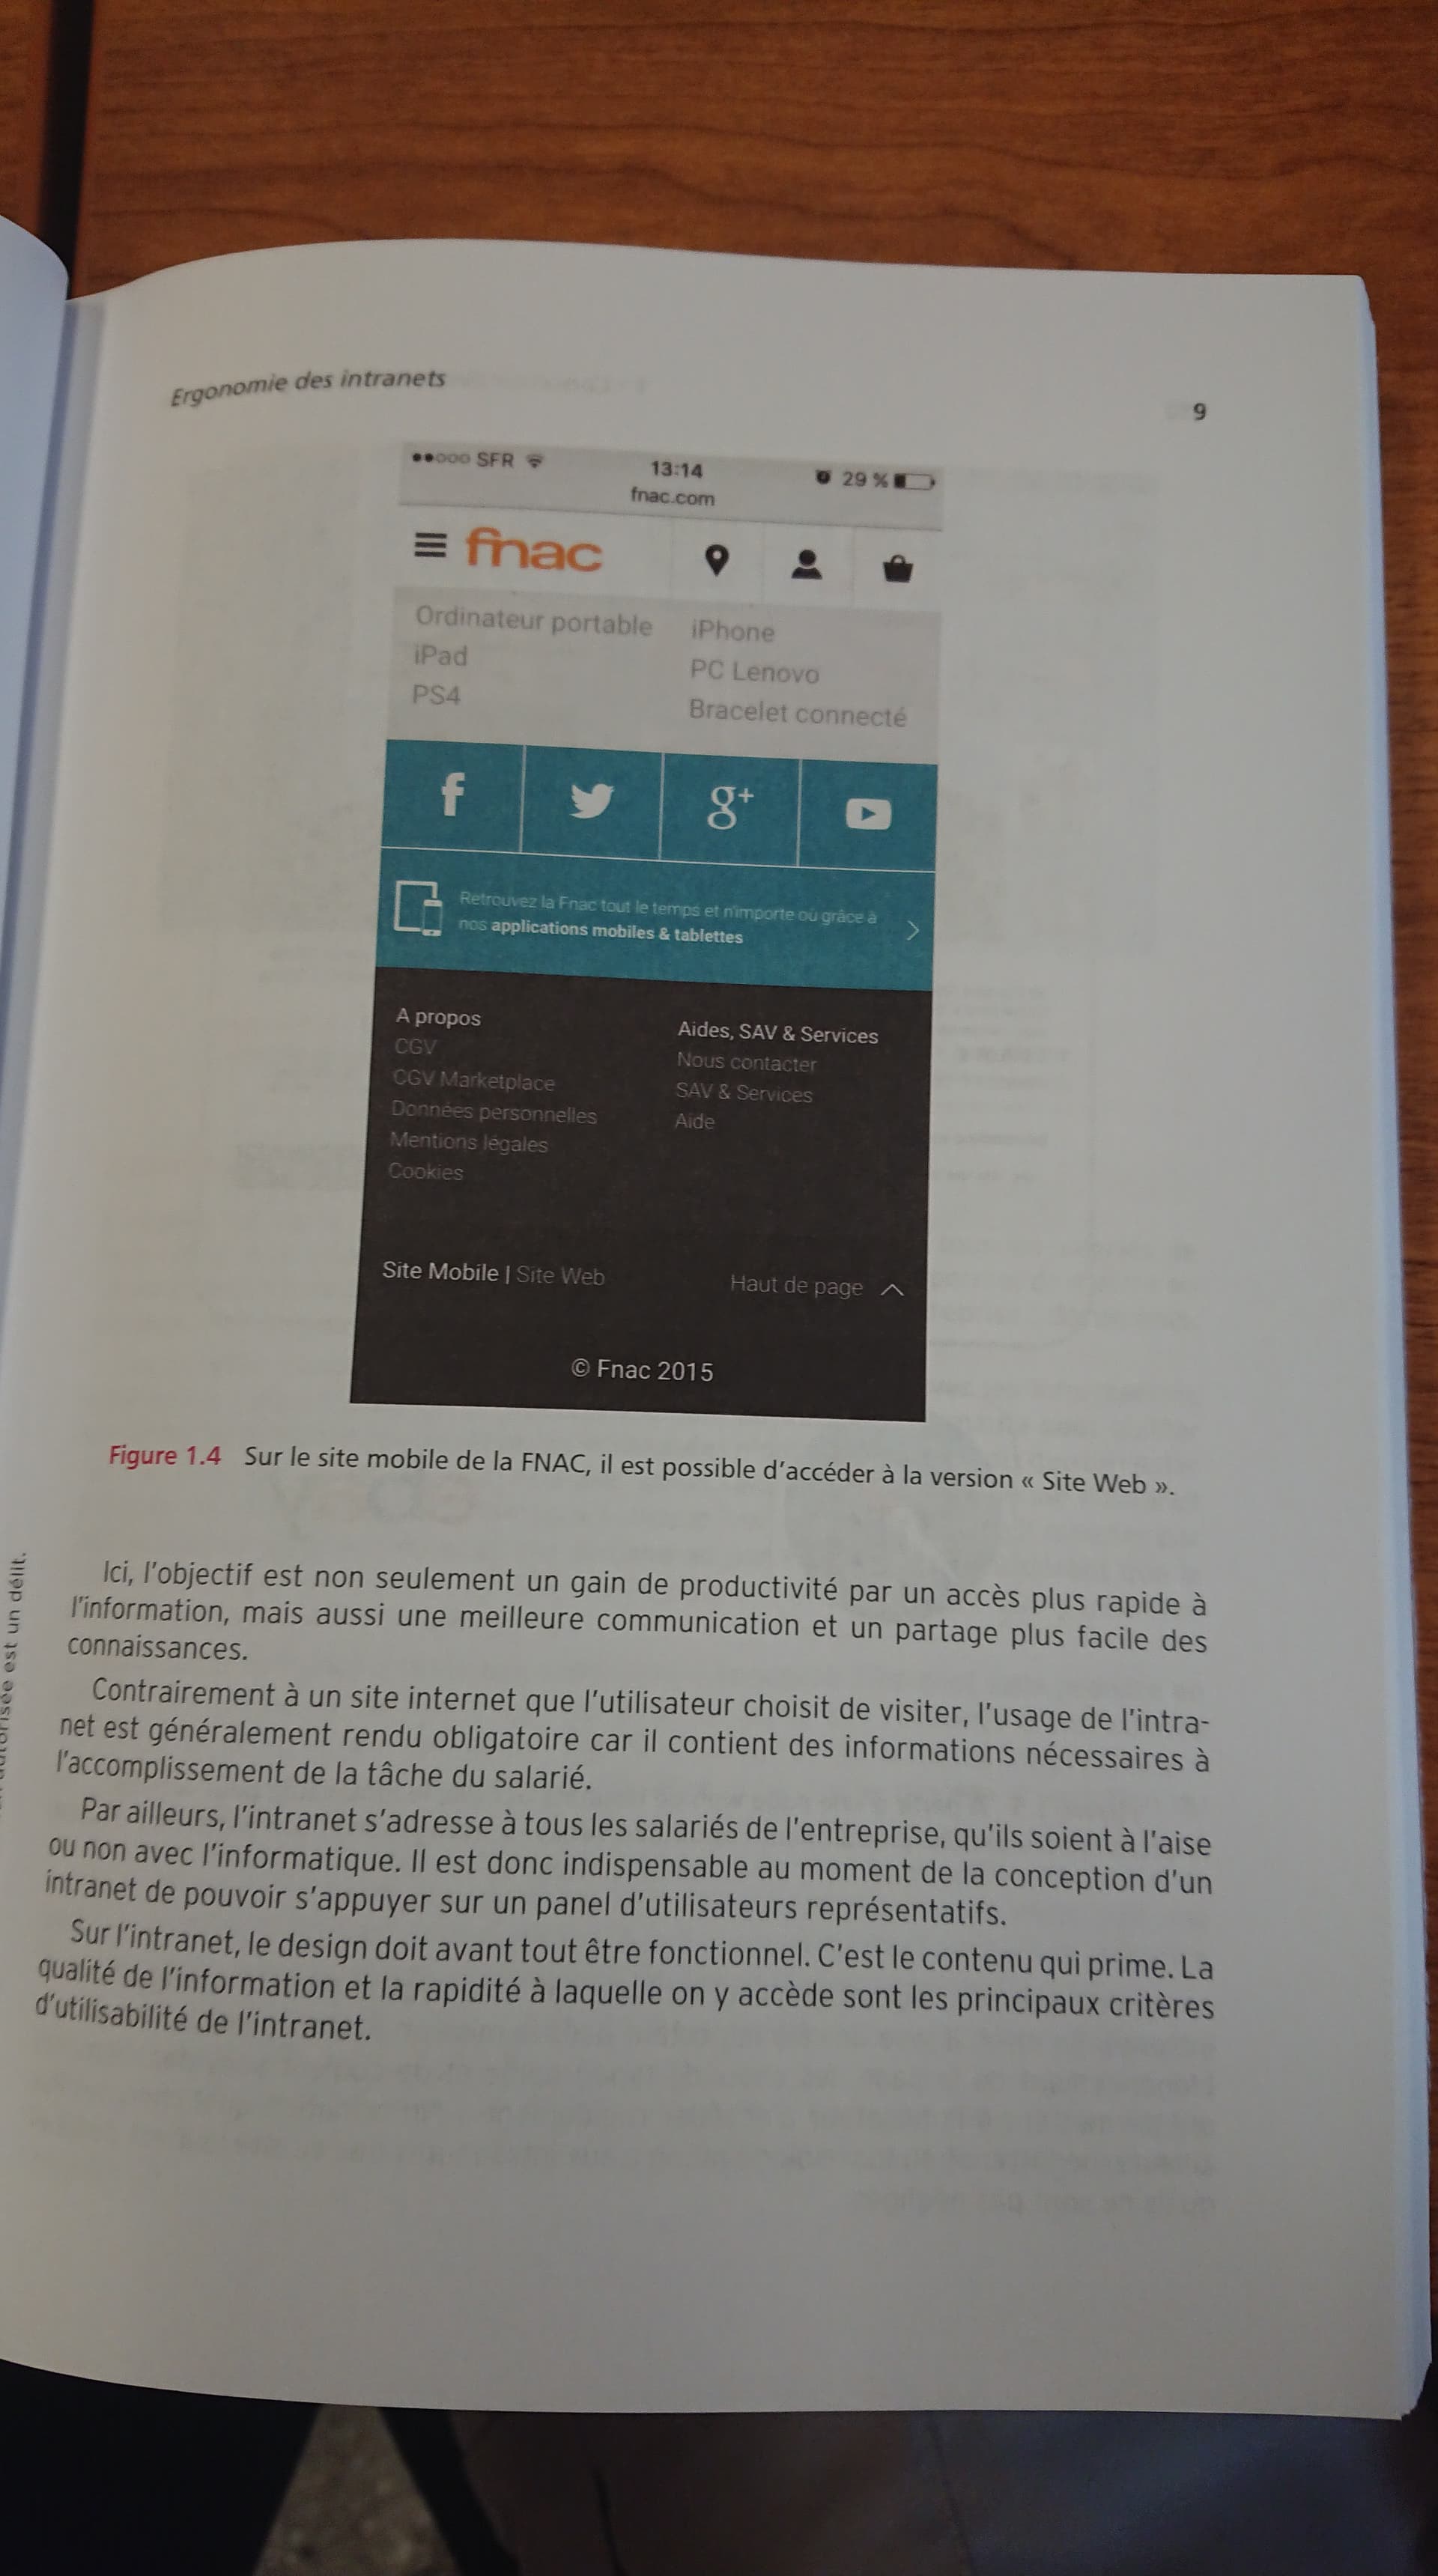 Ergonomie des intranets
9
SFR
13:14
29 %
fnac.com
fnac
Ordinateur portable
iPhone
iPad
PC Lenovo
PS4
Bracelet connecté
f
g+
Retrouvez la Fnac tout le temps et n'importe où grâce à
nos applications mobiles & tablettes
A propos
CGV
CGV Marketplace
Données personnelles
Mentions légales
Cookies
Aides, SAV & Services
Nous contacter
SAV & Services
Aide
Site Mobile | Site Web
Haut de page
© Fnac 2015
Figure 1.4 Sur le site mobile de la FNAC, il est possible d'accéder à la version « Site Web ».
Ici, l'objectif est non seulement un gain de productivité par un accès plus rapide à
l'information, mais aussi une meilleure communication et un partage plus facile des
connaissances.
Contrairement à un site internet que l'utilisateur choisit de visiter, l'usage de l'intra-
net est généralement rendu obligatoire car il contient des informations nécessaires à
l'accomplissement de la tâche du salarié.
Par ailleurs, l'intranet s'adresse à tous les salariés de l'entreprise, qu'ils soient à l'aise
ou non avec l'informatique. Il est donc indispensable au moment de la conception d'un
intranet de pouvoir s'appuyer sur un panel d'utilisateurs représentatifs.
Sur l'intranet, le design doit avant tout être fonctionnel. C'est le contenu qui prime. La
qualité de l'information et la rapidité à laquelle on y accède sont les principaux critères
d'utilisabilité de l'intranet.
est un délit.